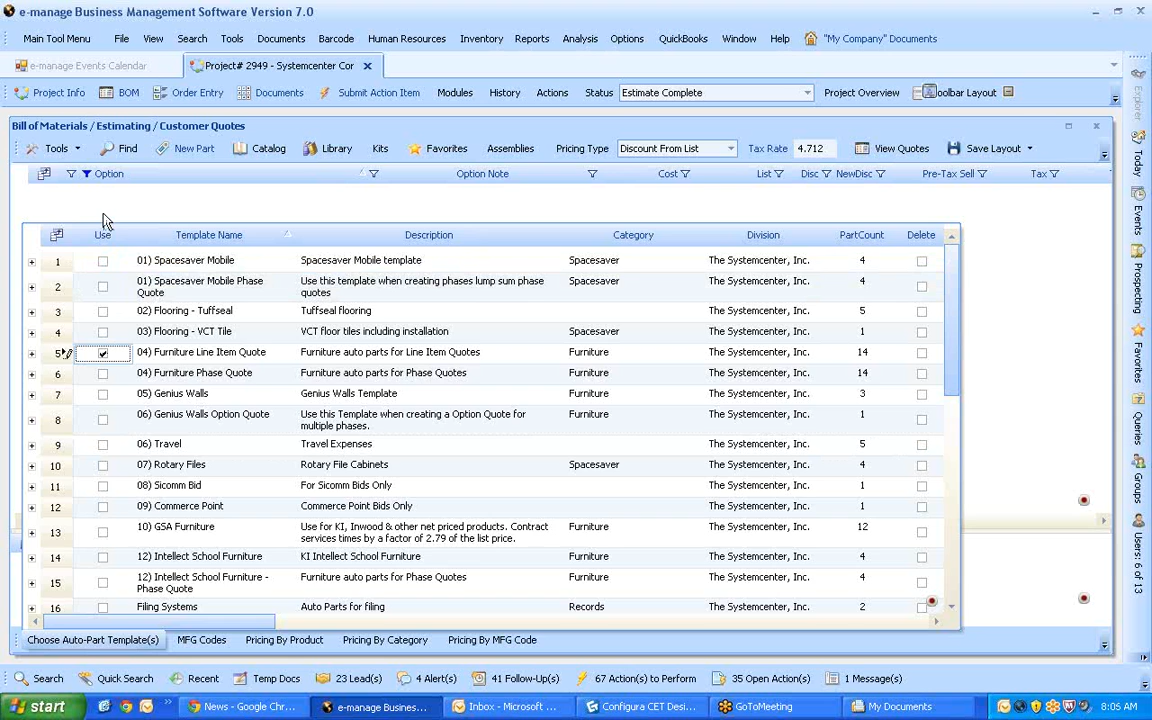 e-manage Business Management Software Version 7.0
Main Tool Menu File View Search Tools Documents Barcode Human Resources Inventory Reports Analysis Options QuickBooks Window Help "My Company" Documents
e-manage Events Calendar Project# 2949 - Systemcenter Cor
Project Info BOM Order Entry Documents Submit Action Item Modules History Actions Status Estimate Complete Project Overview Toolbar Layout
Bill of Materials / Estimating / Customer Quotes
Tools Find New Part Catalog Library Kits Favorites Assemblies Pricing Type Discount From List Tax Rate 4.712 View Quotes Save Layout
Option Option Note Cost List Disc NewDisc Pre-Tax Sell Tax
Use Template Name Description Category Division PartCount Delete
1 01) Spacesaver Mobile Spacesaver Mobile template Spacesaver The Systemcenter, Inc. 4
2 01) Spacesaver Mobile Phase Quote Use this template when creating phases lump sum phase quotes Spacesaver The Systemcenter, Inc. 4
3 02) Flooring - Tuffseal Tuffseal flooring The Systemcenter, Inc. 5
4 03) Flooring - VCT Tile VCT floor tiles including installation Spacesaver The Systemcenter, Inc. 1
5 04) Furniture Line Item Quote Furniture auto parts for Line Item Quotes Furniture The Systemcenter, Inc. 14
6 04) Furniture Phase Quote Furniture auto parts for Phase Quotes Furniture The Systemcenter, Inc. 14
7 05) Genius Walls Genius Walls Template Furniture The Systemcenter, Inc. 3
8 06) Genius Walls Option Quote Use this Template when creating a Option Quote for multiple phases. Furniture The Systemcenter, Inc. 1
9 06) Travel Travel Expenses The Systemcenter, Inc. 5
10 07) Rotary Files Rotary File Cabinets Spacesaver The Systemcenter, Inc. 4
11 08) Sicomm Bid For Sicomm Bids Only The Systemcenter, Inc. 1
12 09) Commerce Point Commerce Point Bids Only The Systemcenter, Inc. 1
13 10) GSA Furniture Use for KI, Inwood & other net priced products. Contract services times by a factor of 2.79 of the list price. Furniture The Systemcenter, Inc. 12
14 12) Intellect School Furniture KI Intellect School Furniture Furniture The Systemcenter, Inc. 4
15 12) Intellect School Furniture - Phase Quote Furniture auto parts for Phase Quotes Furniture The Systemcenter, Inc. 4
16 Filing Systems Auto Parts for filing Records The Systemcenter, Inc. 2
Choose Auto-Part Template(s) MFG Codes Pricing By Product Pricing By Category Pricing By MFG Code
Explorer
Today
Events
Prospecting
Favorites
Queries
Groups
Users: 6 of 13
Search Quick Search Recent Temp Docs 23 Lead(s) 4 Alert(s) 41 Follow-Up(s) 67 Action(s) to Perform 35 Open Action(s) 1 Message(s)
start News - Google Chr... e-manage Busines... Inbox - Microsoft ... Configura CET Desi... GoToMeeting My Documents 8:06 AM